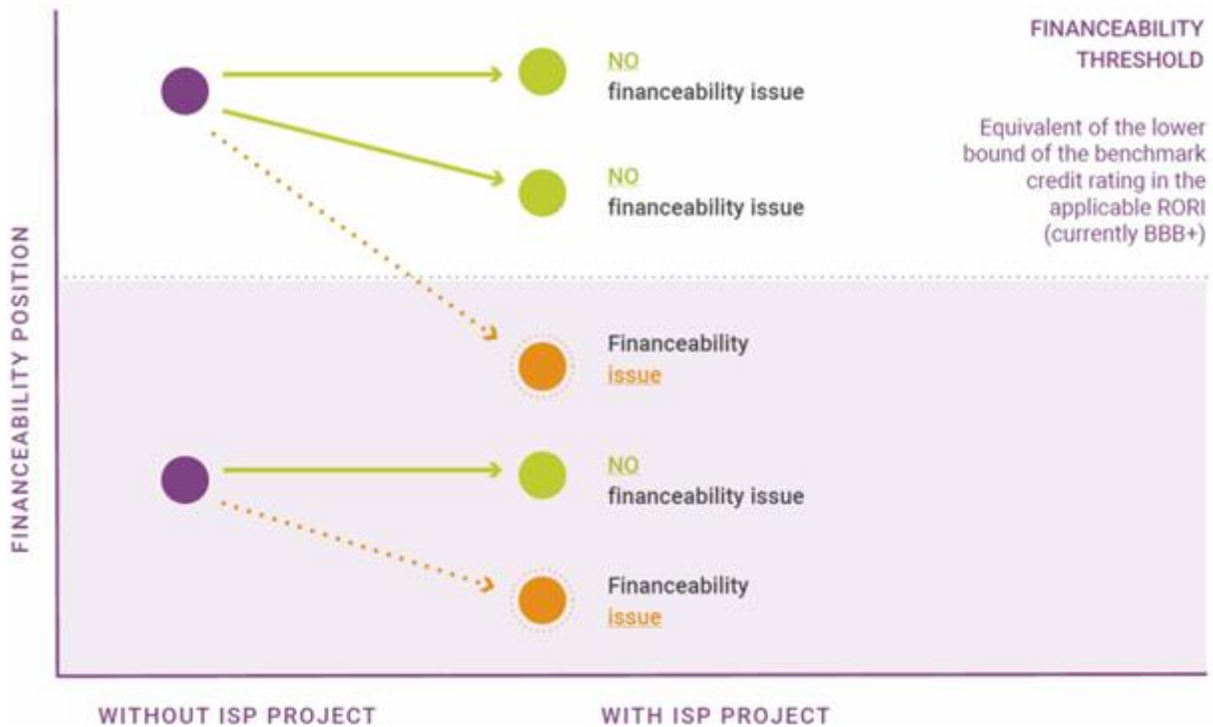 FINANCEABILITY
THRESHOLD
Equivalent of the lower
bound of the benchmark
credit rating in the
applicable RORI
(currently BBB+)
NO
financeability issue
NO
financeability issue
Financeability
issue
NO
financeability issue
Financeability
issue
FINANCEABILITY POSITION
WITHOUT ISP PROJECT
WITH ISP PROJECT